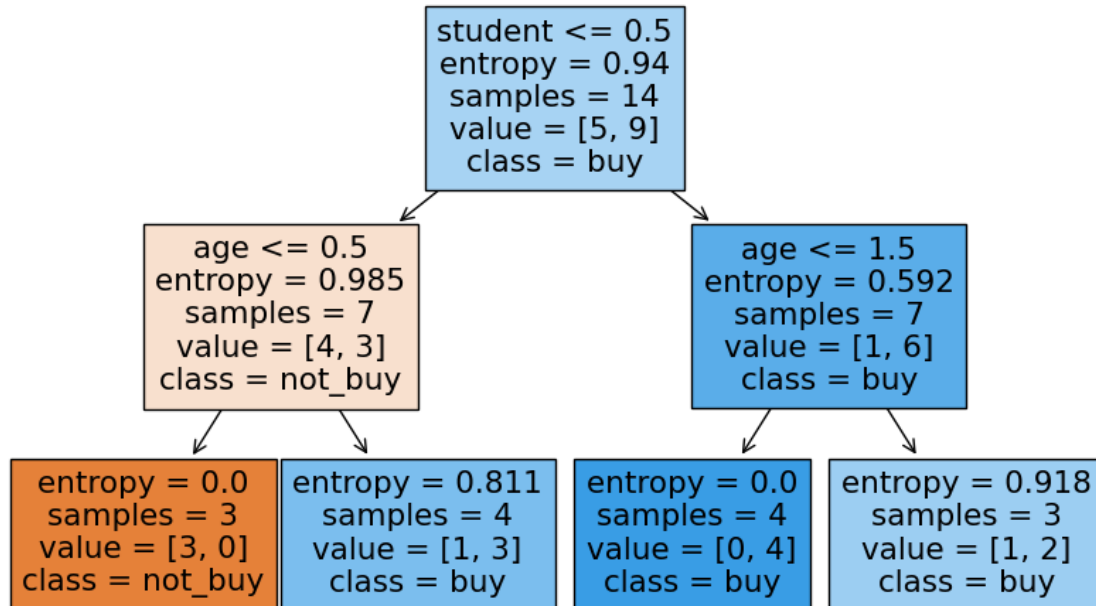 student <= 0.5
entropy = 0.94
samples = 14
value = [5, 9]
class = buy
age <= 0.5
entropy = 0.985
samples = 7
value = [4, 3]
class = not_buy
age <= 1.5
entropy = 0.592
samples = 7
value = [1, 6]
class = buy
entropy = 0.0
samples = 3
value = [3, 0]
class = not_buy
entropy = 0.811
samples = 4
value = [1, 3]
class = buy
entropy = 0.0
samples = 4
value = [0, 4]
class = buy
entropy = 0.918
samples = 3
value = [1, 2]
class = buy